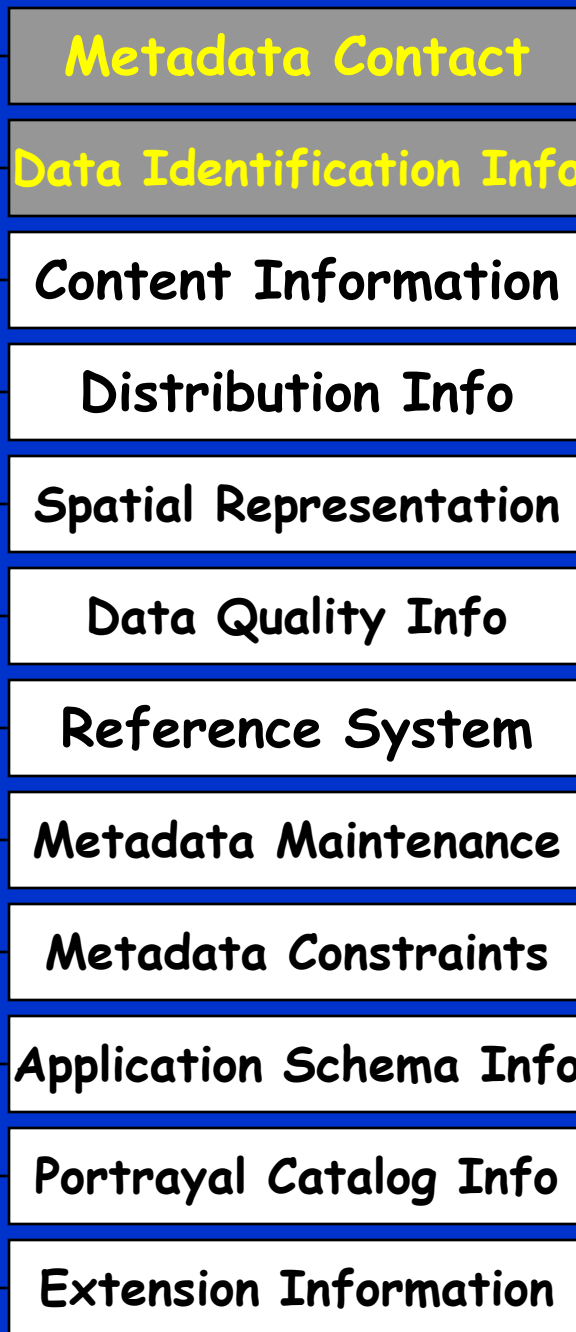 Metadata Contact
Data Identification Info
Content Information
Distribution Info
Spatial Representation
Data Quality Info
Reference System
Metadata Maintenance
Metadata Constraints
Application Schema Info
Portrayal Catalog Info
Extension Information